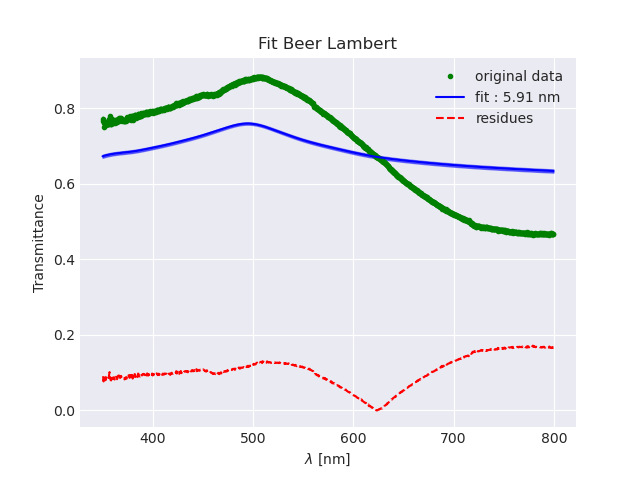 Fit Beer Lambert
original data
fit : 5.91 nm
residues
Transmittance
0.8
0.6
0.4
0.2
0.0
400 500 600 700 800
λ [nm]